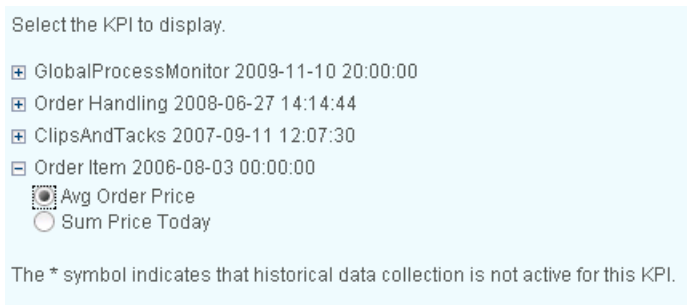 Select the KPI to display.
GlobalProcessMonitor 2009-11-10 20:00:00
Order Handling 2008-06-27 14:14:44
ClipsAndTacks 2007-09-11 12:07:30
Order Item 2006-08-03 00:00:00
Avg Order Price
Sum Price Today
The * symbol indicates that historical data collection is not active for this KPI.